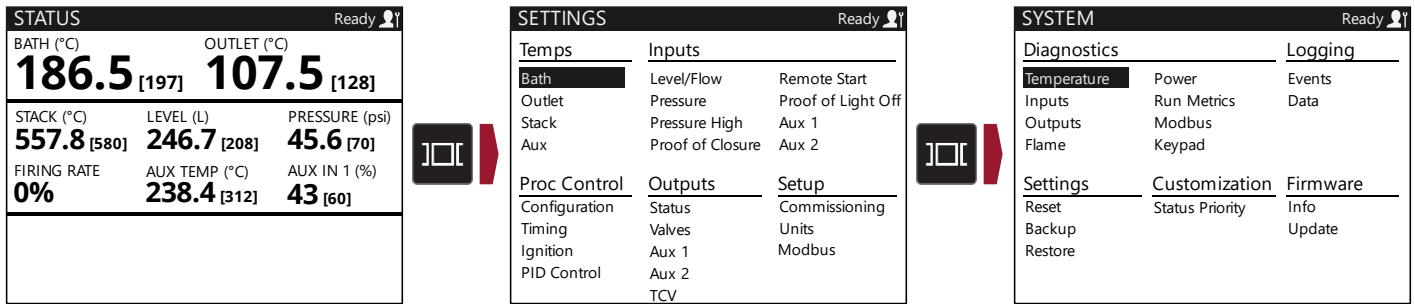 STATUS Ready
BATH (°C) OUTLET (°C)
186.5 [197] 107.5 [128]
STACK (°C) LEVEL (L) PRESSURE (psi)
557.8 [580] 246.7 [208] 45.6 [70]
FIRING RATE AUX TEMP (°C) AUX IN 1 (%)
0% 238.4 [312] 43 [60]
SETTINGS Ready
Temps Inputs
Bath Level/Flow Remote Start
Outlet Pressure Proof of Light Off
Stack Pressure High Aux 1
Aux Proof of Closure Aux 2
Proc Control Outputs Setup
Configuration Status Commissioning
Timing Valves Units
Ignition Aux 1 Modbus
PID Control Aux 2
TCV
SYSTEM Ready
Diagnostics Logging
Temperature Power Events
Inputs Run Metrics Data
Outputs Modbus
Flame Keypad
Settings Customization Firmware
Reset Status Priority Info
Backup Update
Restore